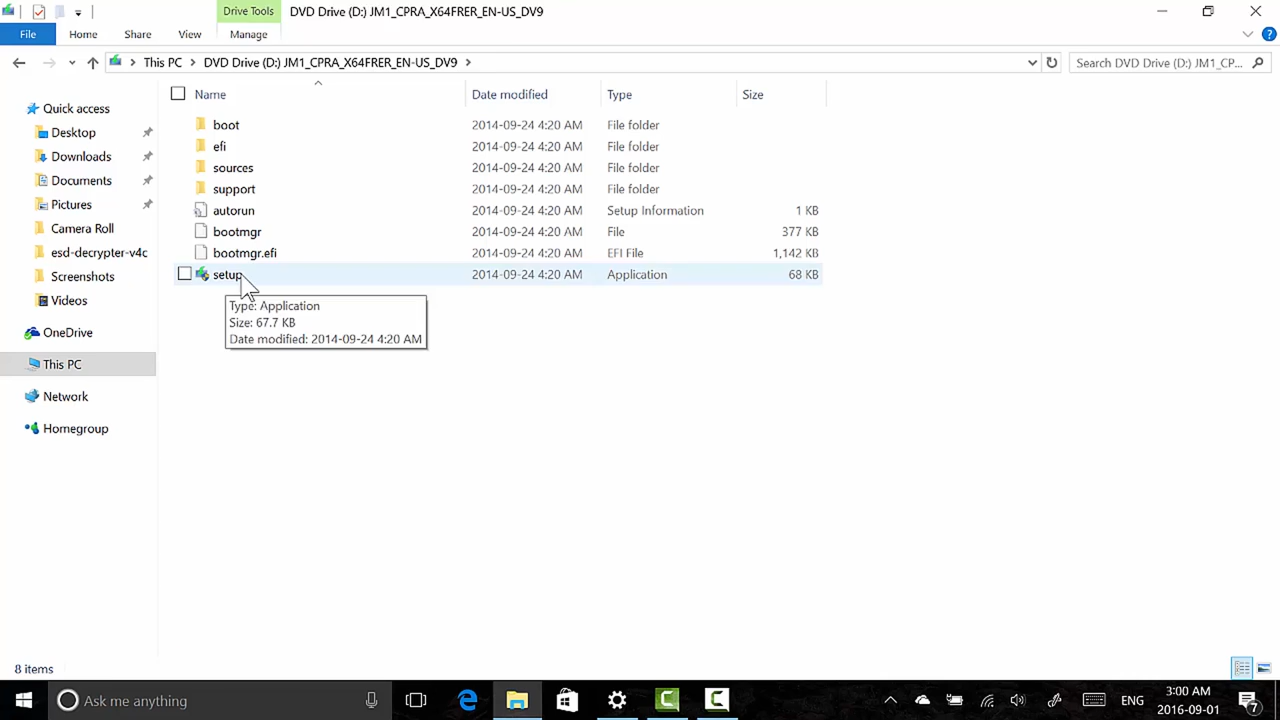 Drive Tools DVD Drive (D:) JM1_CPRA_X64FRER_EN-US_DV9
File Home Share View Manage
This PC DVD Drive (D:) JM1_CPRA_X64FRER_EN-US_DV9 Search DVD Drive (D:) JM1_CP...
Name Date modified Type Size
Quick access
Desktop
Downloads
Documents
Pictures
Camera Roll
esd-decrypter-v4c
Screenshots
Videos
OneDrive
This PC
Network
Homegroup
boot 2014-09-24 4:20 AM File folder
efi 2014-09-24 4:20 AM File folder
sources 2014-09-24 4:20 AM File folder
support 2014-09-24 4:20 AM File folder
autorun 2014-09-24 4:20 AM Setup Information 1 KB
bootmgr 2014-09-24 4:20 AM File 377 KB
bootmgr.efi 2014-09-24 4:20 AM EFI File 1,142 KB
setup 2014-09-24 4:20 AM Application 68 KB
Type: Application
Size: 67.7 KB
Date modified: 2014-09-24 4:20 AM
8 items
Ask me anything ENG 3:00 AM
2016-09-01 7